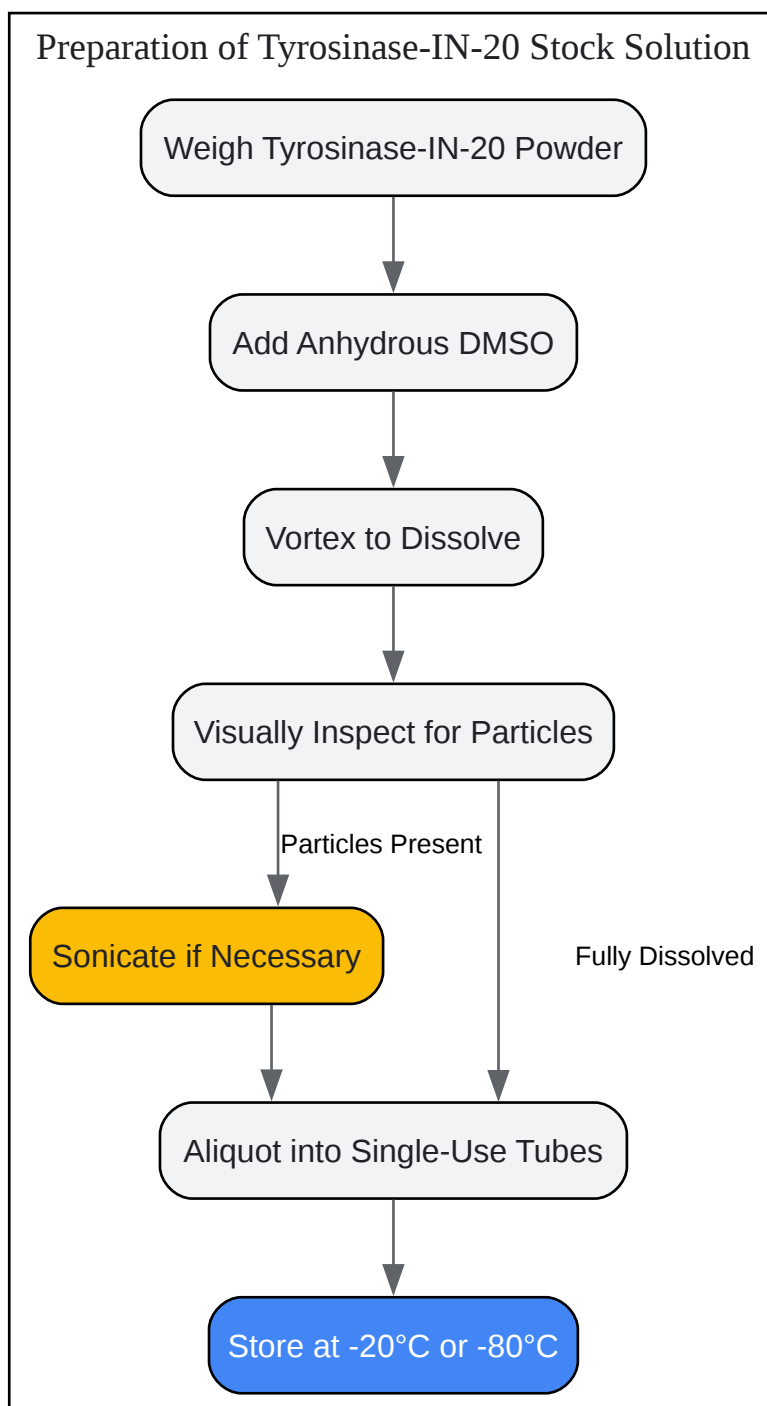 Preparation of Tyrosinase-IN-20 Stock Solution
Weigh Tyrosinase-IN-20 Powder
Add Anhydrous DMSO
Vortex to Dissolve
Visually Inspect for Particles
Particles Present
Sonicate if Necessary
Fully Dissolved
Aliquot into Single-Use Tubes
Store at -20°C or -80°C